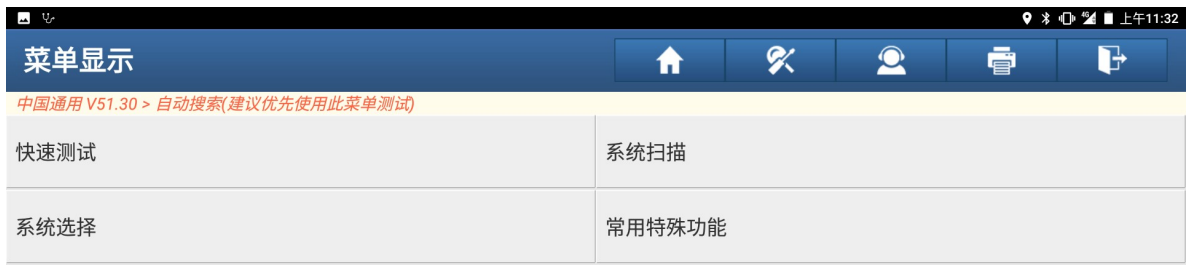 4G 上午11:32
菜单显示
中国通用 V51.30 > 自动搜索(建议优先使用此菜单测试)
快速测试
系统扫描
系统选择
常用特殊功能